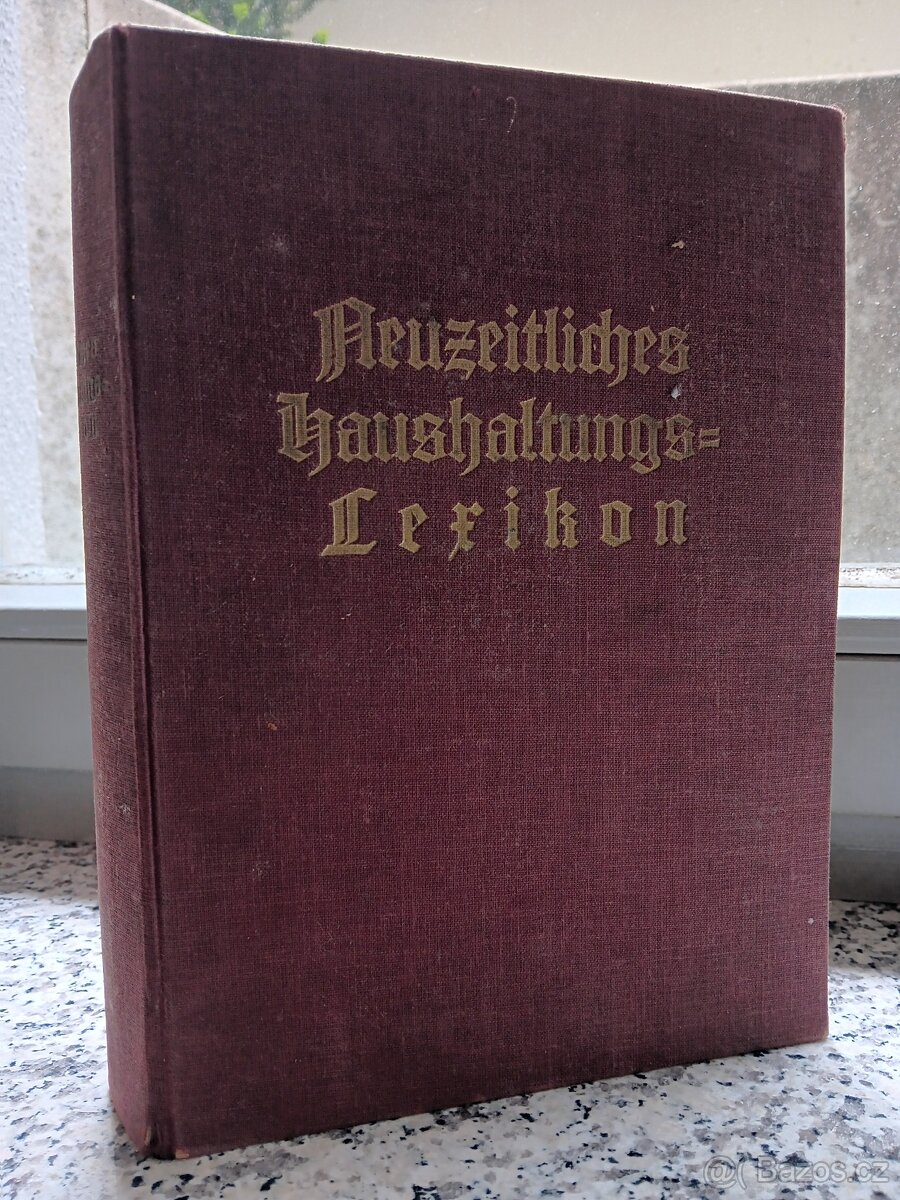 Neuzeitliches
Haushaltungs=
Lexikon
Bazos.cz